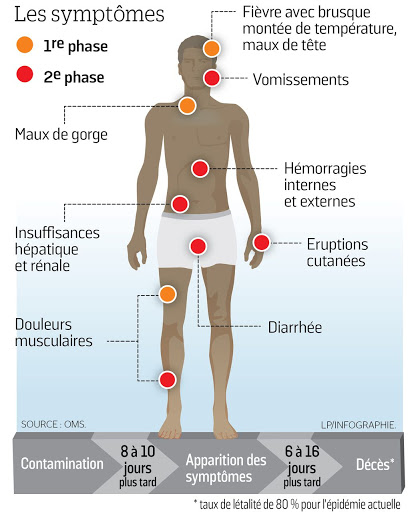 Les symptômes
1re phase
2e phase
Fièvre avec brusque
montée de température,
maux de tête
Vomissements
Maux de gorge
Hémorragies
internes
et externes
Insuffisances
hépatique
et rénale
Eruptions
cutanées
Douleurs
musculaires
Diarrhée
SOURCE : OMS.
LP/INFOGRAPHIE.
Contamination
8 à 10
jours
plus tard
Apparition des
symptômes
6 à 16
jours
plus tard
Décès*
* taux de létalité de 80 % pour l'épidémie actuelle